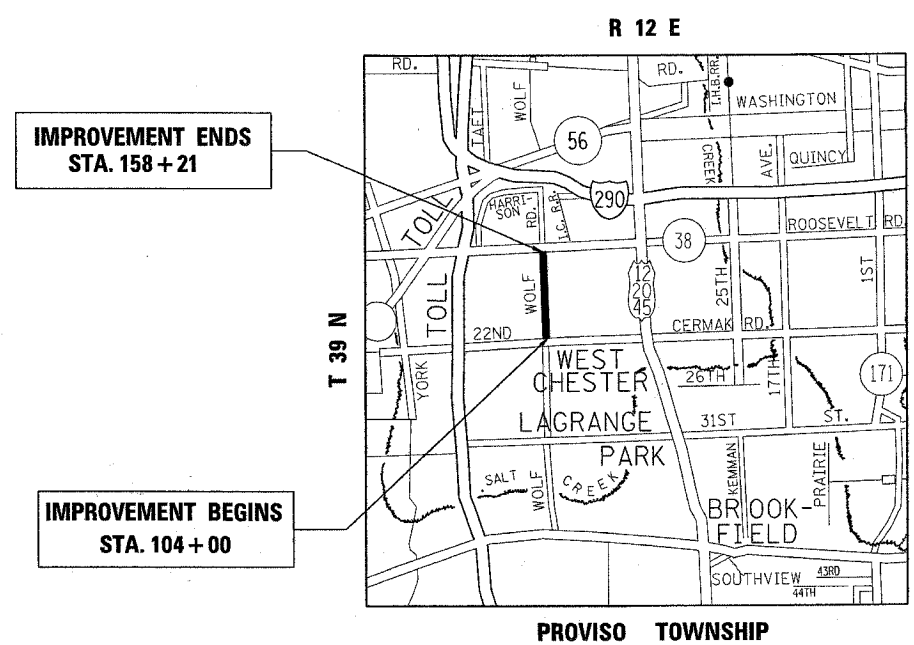 R 12 E
RD.
TAFT
WOLF
RD.
I.H.B.RR.
WASHINGTON
56
CREEK
AVE.
QUINCY
IMPROVEMENT ENDS
STA. 158 + 21
290
HARRI-
SON
RD.
I.C. R.R.
TOLL
ROOSEVELT RD.
38
TOLL
WOLF
12
20
45
25TH
1ST
22ND
CERMAK RD.
T 39 N
YORK
WEST
CHESTER
26TH
17TH
171
LAGRANGE
PARK
31ST
ST.
SALT
CREEK
WOLF
KEMMAN
PRAIRIE
IMPROVEMENT BEGINS
STA. 104 + 00
BROOK-
FIELD
SOUTHVIEW
43RD
44TH
PROVISO TOWNSHIP